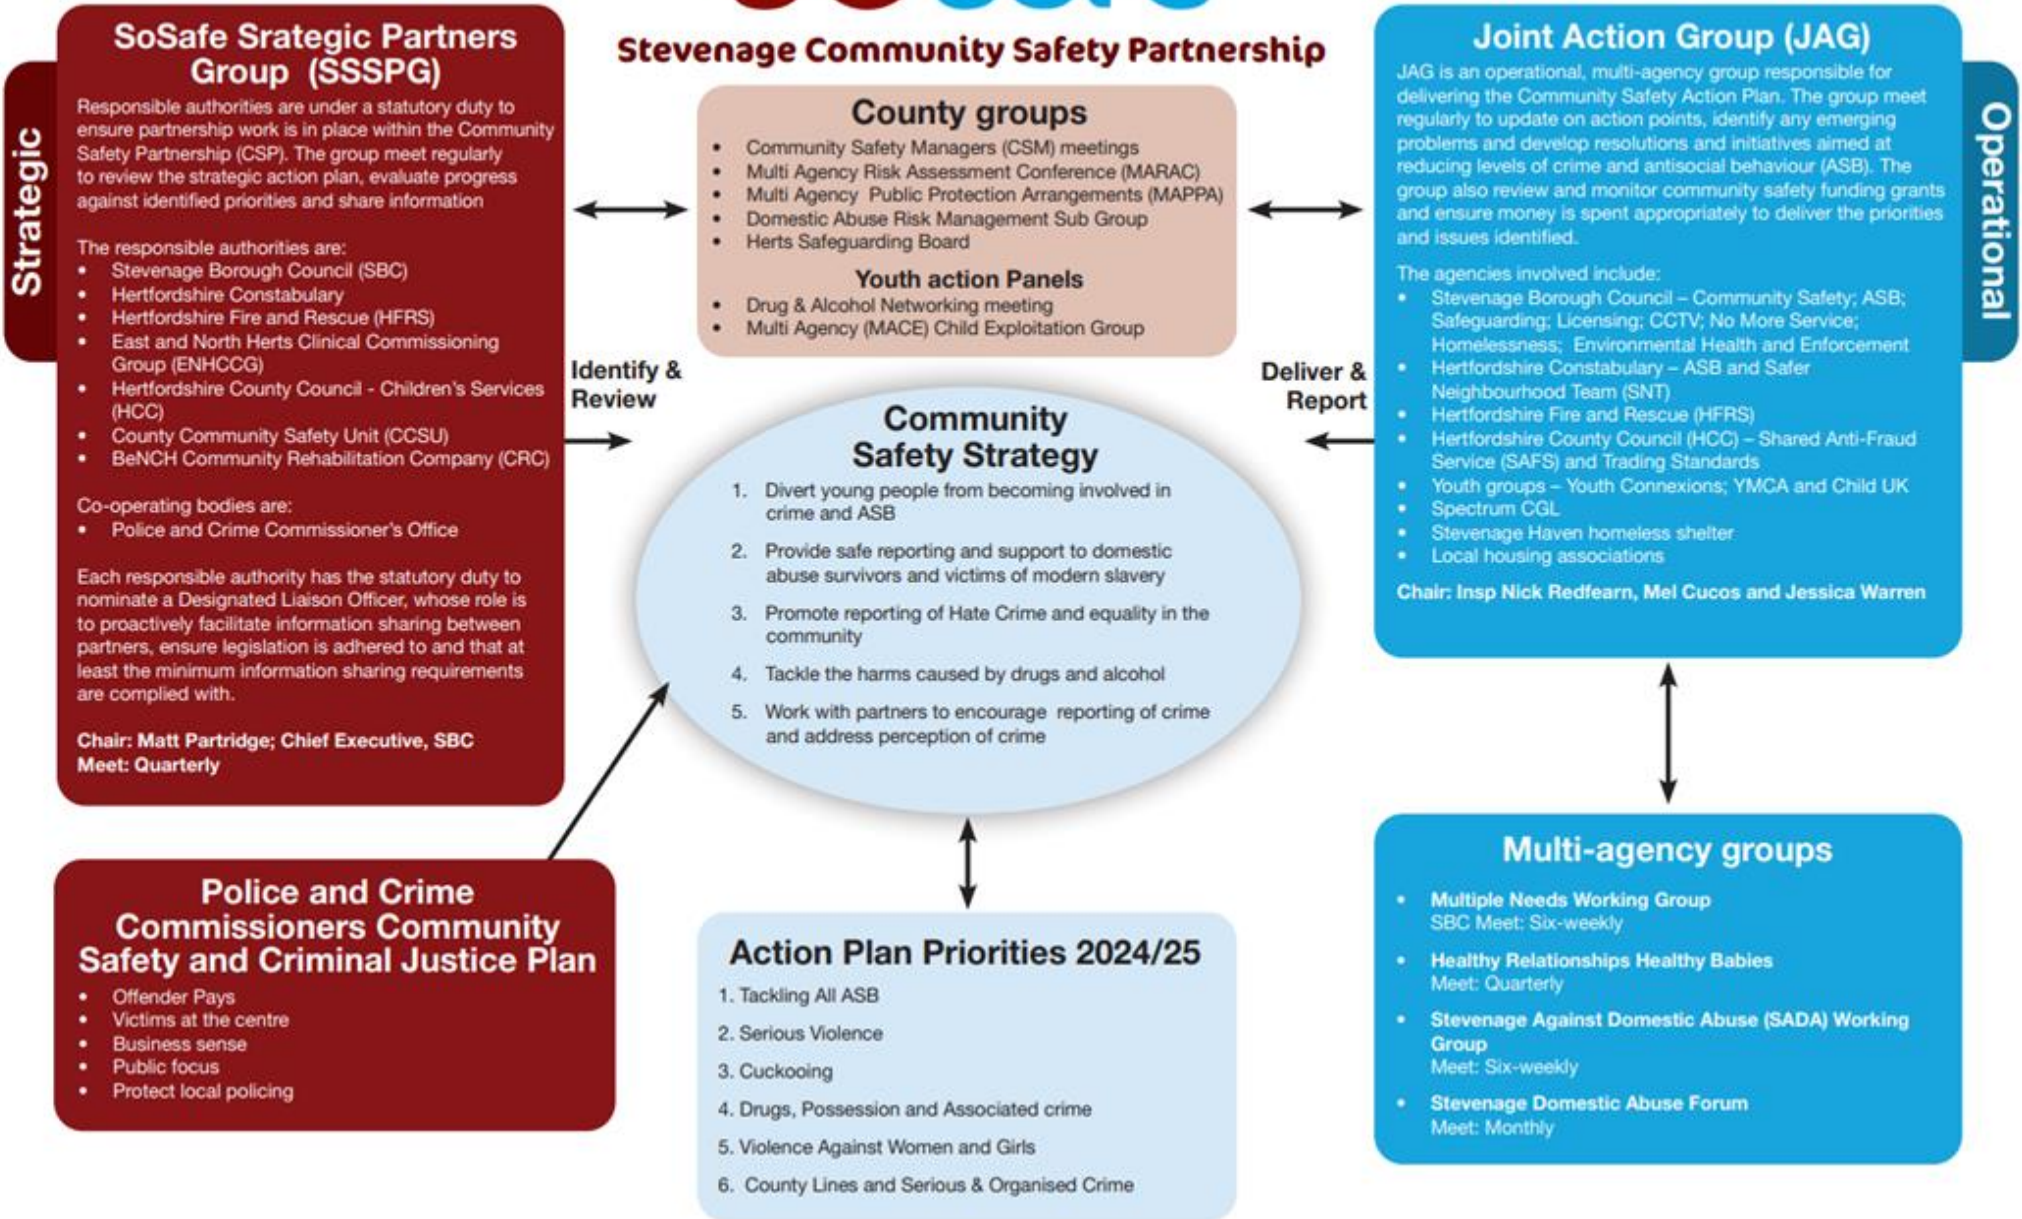 Strategic
SoSafe Srategic Partners
Group (SSSPG)
Responsible authorities are under a statutory duty to
ensure partnership work is in place within the Community
Safety Partnership (CSP). The group meet regularly
to review the strategic action plan, evaluate progress
against identified priorities and share information
The responsible authorities are:
• Stevenage Borough Council (SBC)
• Hertfordshire Constabulary
• Hertfordshire Fire and Rescue (HFRS)
• East and North Herts Clinical Commissioning
Group (ENHCCG)
• Hertfordshire County Council - Children's Services
(HCC)
• County Community Safety Unit (CCSU)
• BeNCH Community Rehabilitation Company (CRC)
Co-operating bodies are:
• Police and Crime Commissioner's Office
Each responsible authority has the statutory duty to
nominate a Designated Liaison Officer, whose role is
to proactively facilitate information sharing between
partners, ensure legislation is adhered to and that at
least the minimum information sharing requirements
are complied with.
Chair: Matt Partridge; Chief Executive, SBC
Meet: Quarterly
Police and Crime
Commissioners Community
Safety and Criminal Justice Plan
• Offender Pays
• Victims at the centre
• Business sense
• Public focus
• Protect local policing
Stevenage Community Safety Partnership
County groups
• Community Safety Managers (CSM) meetings
• Multi Agency Risk Assessment Conference (MARAC)
• Multi Agency Public Protection Arrangements (MAPPA)
• Domestic Abuse Risk Management Sub Group
• Herts Safeguarding Board
Youth action Panels
• Drug & Alcohol Networking meeting
• Multi Agency (MACE) Child Exploitation Group
Identify &
Review
Deliver &
Report
Community
Safety Strategy
1. Divert young people from becoming involved in
crime and ASB
2. Provide safe reporting and support to domestic
abuse survivors and victims of modern slavery
3. Promote reporting of Hate Crime and equality in the
community
4. Tackle the harms caused by drugs and alcohol
5. Work with partners to encourage reporting of crime
and address perception of crime
Action Plan Priorities 2024/25
1. Tackling All ASB
2. Serious Violence
3. Cuckooing
4. Drugs, Possession and Associated crime
5. Violence Against Women and Girls
6. County Lines and Serious & Organised Crime
Operational
Joint Action Group (JAG)
JAG is an operational, multi-agency group responsible for
delivering the Community Safety Action Plan. The group meet
regularly to update on action points, identify any emerging
problems and develop resolutions and initiatives aimed at
reducing levels of crime and antisocial behaviour (ASB). The
group also review and monitor community safety funding grants
and ensure money is spent appropriately to deliver the priorities
and issues identified.
The agencies involved include:
• Stevenage Borough Council – Community Safety; ASB;
Safeguarding; Licensing; CCTV; No More Service;
Homelessness; Environmental Health and Enforcement
• Hertfordshire Constabulary – ASB and Safer
Neighbourhood Team (SNT)
• Hertfordshire Fire and Rescue (HFRS)
• Hertfordshire County Council (HCC) – Shared Anti-Fraud
Service (SAFS) and Trading Standards
• Youth groups – Youth Connexions; YMCA and Child UK
• Spectrum CGL
• Stevenage Haven homeless shelter
• Local housing associations
Chair: Insp Nick Redfearn, Mel Cucos and Jessica Warren
Multi-agency groups
• Multiple Needs Working Group
SBC Meet: Six-weekly
• Healthy Relationships Healthy Babies
Meet: Quarterly
• Stevenage Against Domestic Abuse (SADA) Working
Group
Meet: Six-weekly
• Stevenage Domestic Abuse Forum
Meet: Monthly